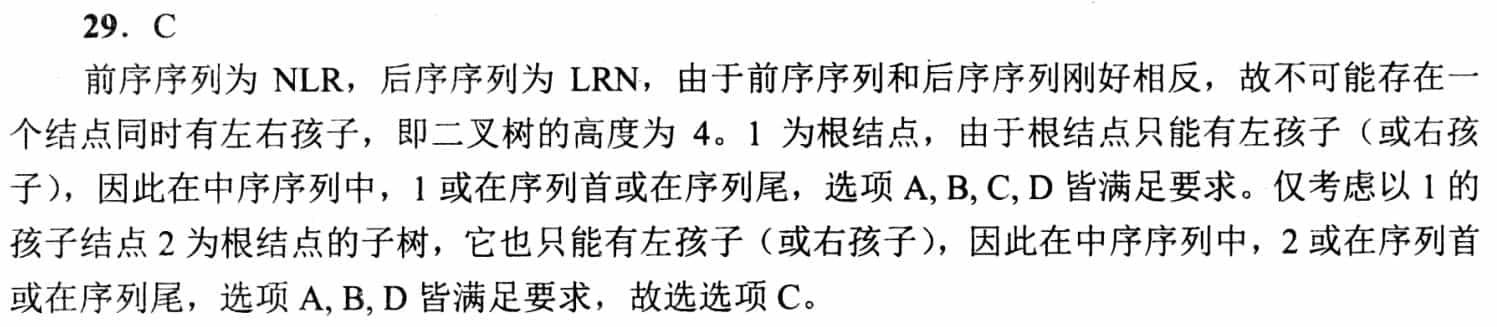 29. C
前序序列为 NLR，后序序列为 LRN，由于前序序列和后序序列刚好相反，故不可能存在一
个结点同时有左右孩子，即二叉树的高度为 4。1 为根结点，由于根结点只能有左孩子（或右孩
子），因此在中序序列中，1 或在序列首或在序列尾，选项 A, B, C, D 皆满足要求。仅考虑以 1 的
孩子结点 2 为根结点的子树，它也只能有左孩子（或右孩子），因此在中序序列中，2 或在序列首
或在序列尾，选项 A, B, D 皆满足要求，故选选项 C。